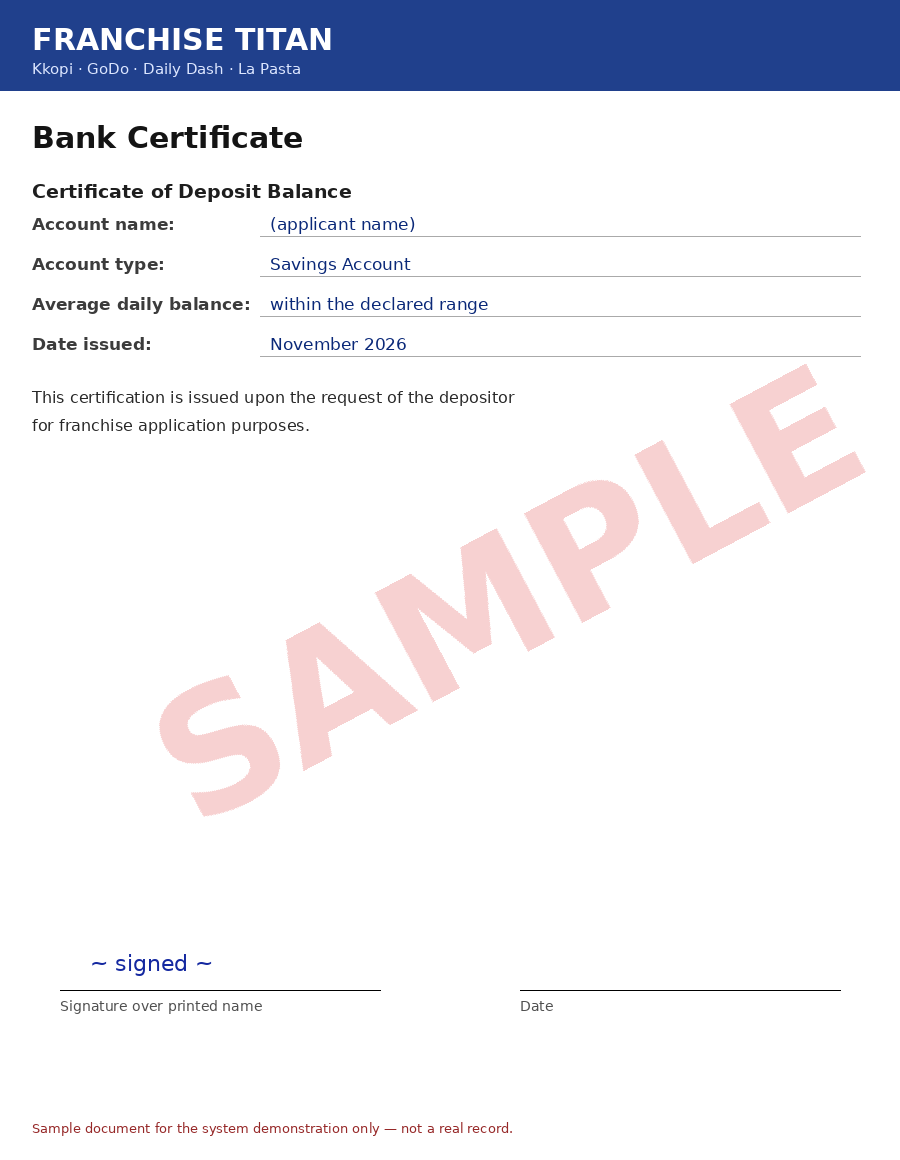 FRANCHISE TITAN
Kkopi · GoDo · Daily Dash · La Pasta
Bank Certificate
Certificate of Deposit Balance
Account name: (applicant name)
Account type: Savings Account
Average daily balance: within the declared range
Date issued: November 2026
This certification is issued upon the request of the depositor
for franchise application purposes.
SAMPLE
~ signed ~
Signature over printed name Date
Sample document for the system demonstration only — not a real record.